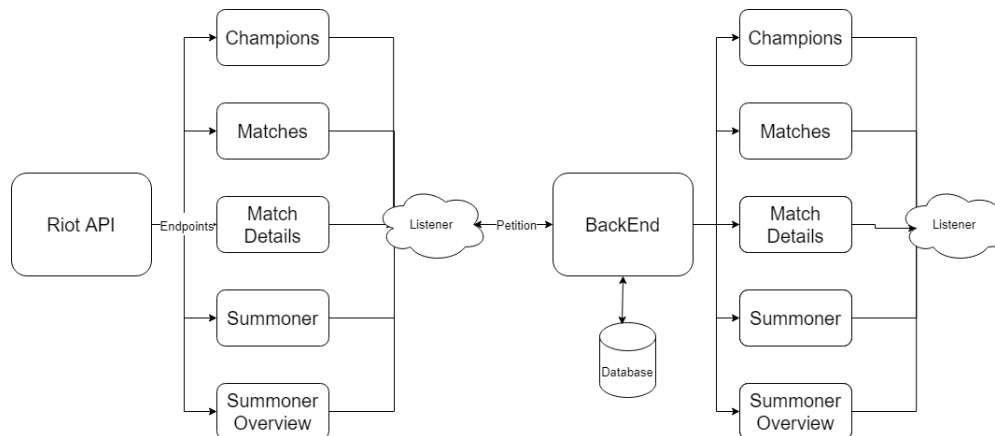 Champions
Matches
Riot API
Endpoints
Match
Details
Summoner
Summoner
Overview
Listener
Petition
BackEnd
Database
Champions
Matches
Match
Details
Summoner
Summoner
Overview
Listener